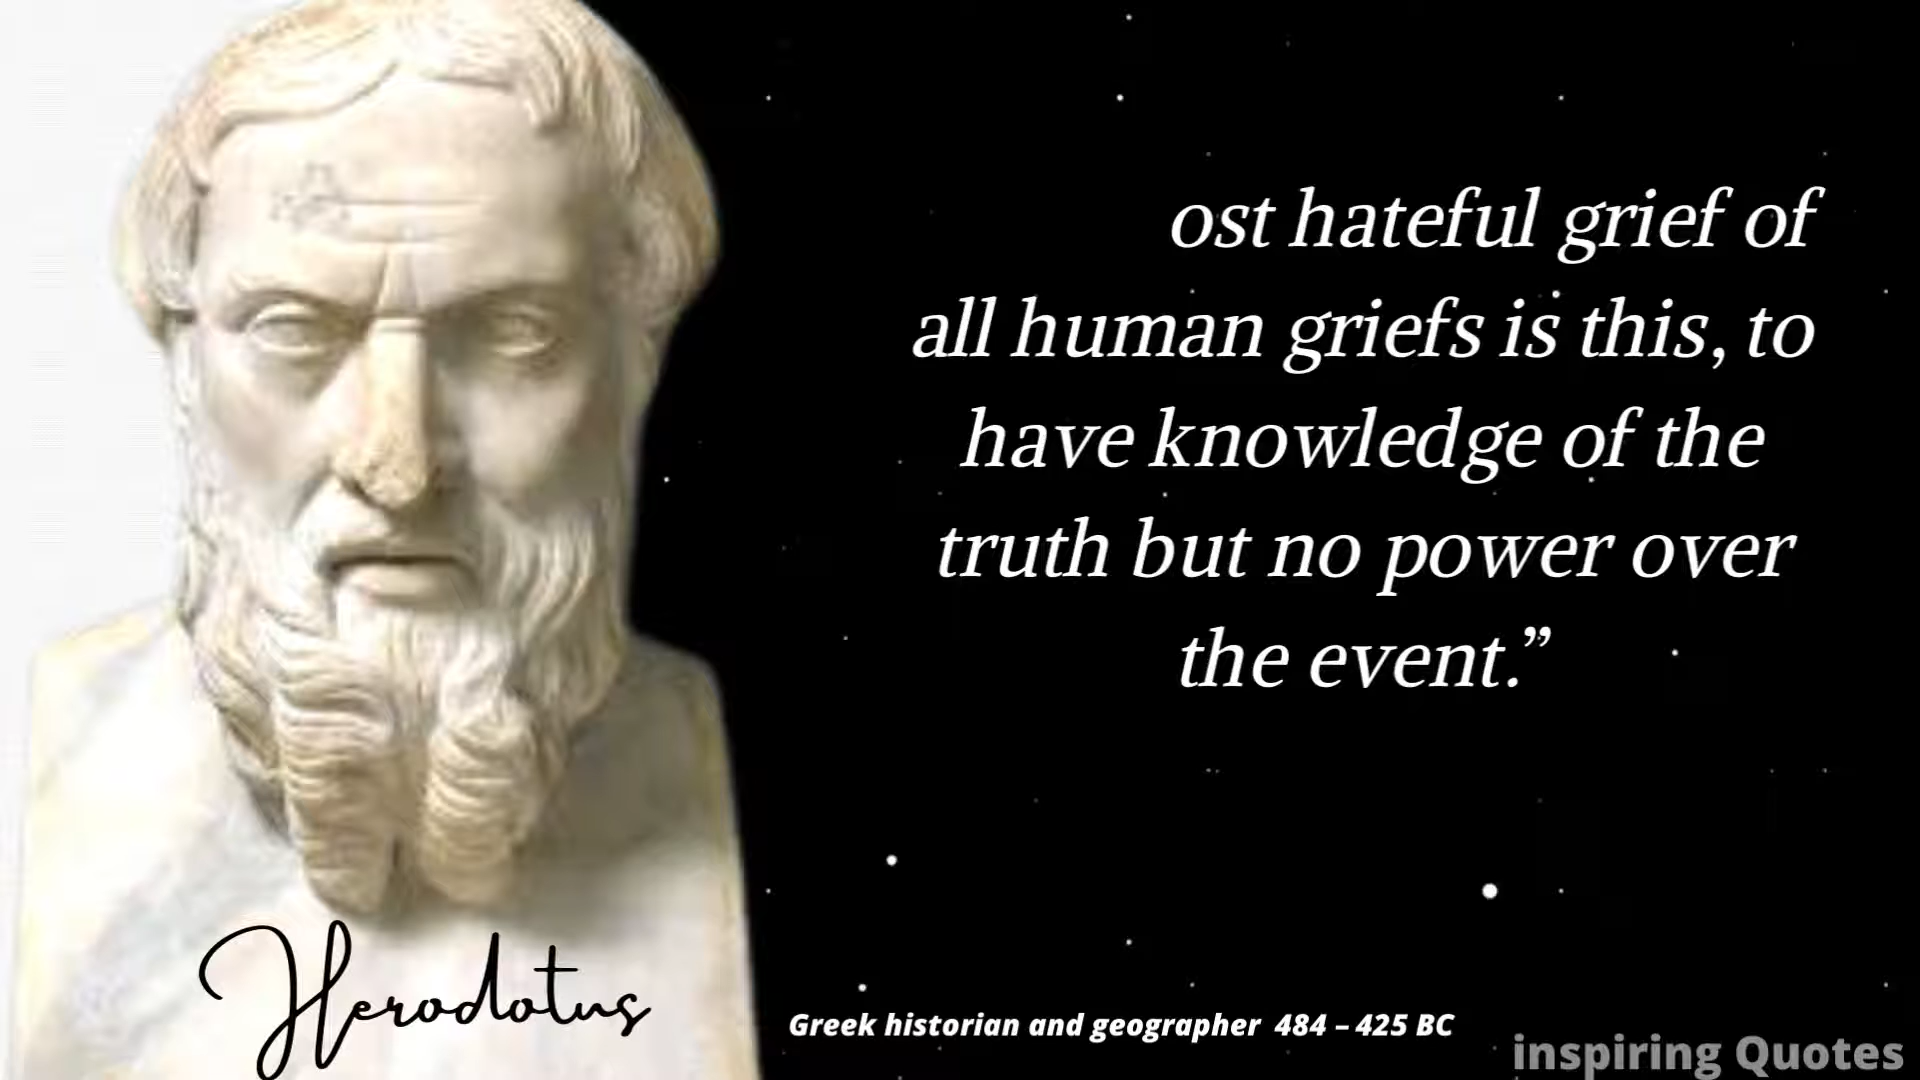 ost hateful grief of
all human griefs is this, to
have knowledge of the
truth but no power over
the event.”
Herodotus
Greek historian and geographer 484 – 425 BC
inspiring Quotes